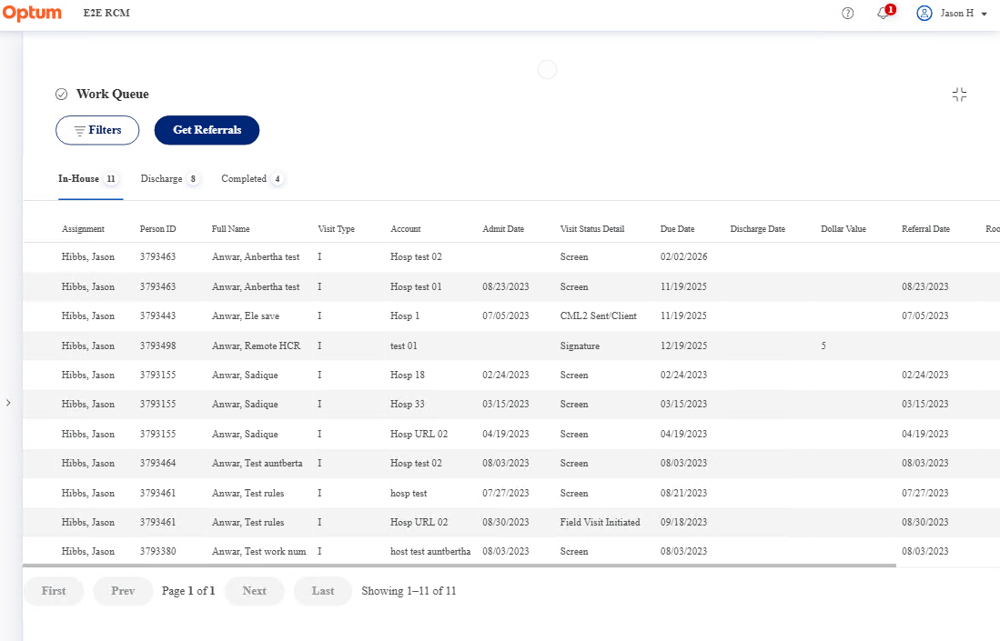 Optum E2E RCM 1 Jason H
Work Queue
Filters Get Referrals
In-House 11 Discharge 8 Completed 4
Assignment Person ID Full Name Visit Type Account Admit Date Visit Status Detail Due Date Discharge Date Dollar Value Referral Date Roo
Hibbs, Jason 3793463 Anwar, Anbertha test I Hosp test 02 Screen 02/02/2026
Hibbs, Jason 3793463 Anwar, Anbertha test I Hosp test 01 08/23/2023 Screen 11/19/2025 08/23/2023
Hibbs, Jason 3793443 Anwar, Ele save I Hosp 1 07/05/2023 CML2 Sent/Client 11/19/2025 07/05/2023
Hibbs, Jason 3793498 Anwar, Remote HCR I test 01 Signature 12/19/2025 5
Hibbs, Jason 3793155 Anwar, Sadique I Hosp 18 02/24/2023 Screen 02/24/2023 02/24/2023
Hibbs, Jason 3793155 Anwar, Sadique I Hosp 33 03/15/2023 Screen 03/15/2023 03/15/2023
Hibbs, Jason 3793155 Anwar, Sadique I Hosp URL 02 04/19/2023 Screen 04/19/2023 04/19/2023
Hibbs, Jason 3793464 Anwar, Test auntberta I Hosp test 02 08/03/2023 Screen 08/03/2023 08/03/2023
Hibbs, Jason 3793461 Anwar, Test rules I hosp test 07/27/2023 Screen 08/21/2023 07/27/2023
Hibbs, Jason 3793461 Anwar, Test rules I Hosp URL 02 08/30/2023 Field Visit Initiated 09/18/2023 08/30/2023
Hibbs, Jason 3793380 Anwar, Test work num I host test auntbertha 08/03/2023 Screen 08/03/2023 08/03/2023
First Prev Page 1 of 1 Next Last Showing 1–11 of 11